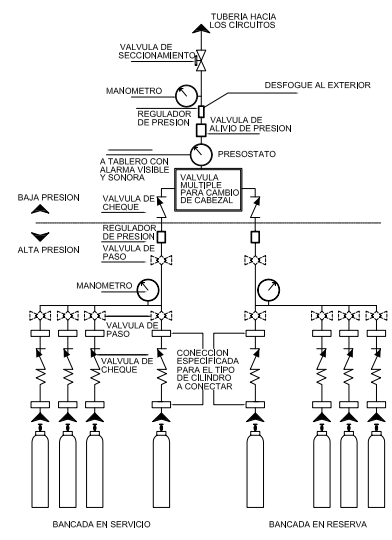 TUBERIA HACIA
LOS CIRCUITOS
VALVULA DE
SECCIONAMIENTO
MANOMETRO
DESFOGUE AL EXTERIOR
REGULADOR
DE PRESION
VALVULA DE
ALIVIO DE PRESION
PRESOSTATO
A TABLERO CON
ALARMA VISIBLE
Y SONORA
VALVULA
MULTIPLE
PARA CAMBIO
DE CABEZAL
BAJA PRESION
VALVULA DE
CHEQUE
ALTA PRESION
REGULADOR
DE PRESION
VALVULA DE
PASO
MANOMETRO
VALVULA DE
PASO
VALVULA DE
CHEQUE
CONECCION
ESPECIFICADA
PARA EL TIPO
DE CILINDRO
A CONECTAR
BANCADA EN SERVICIO
BANCADA EN RESERVA